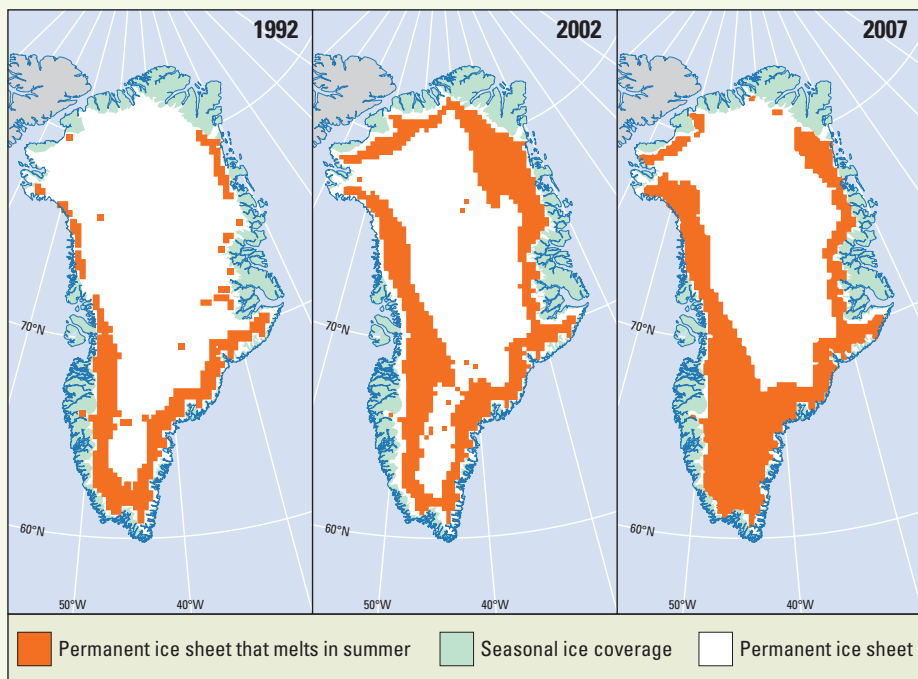 1992
2002
2007
70°N
70°N
70°N
60°N
60°N
60°N
50°W
40°W
50°W
40°W
50°W
40°W
Permanent ice sheet that melts in summer
Seasonal ice coverage
Permanent ice sheet